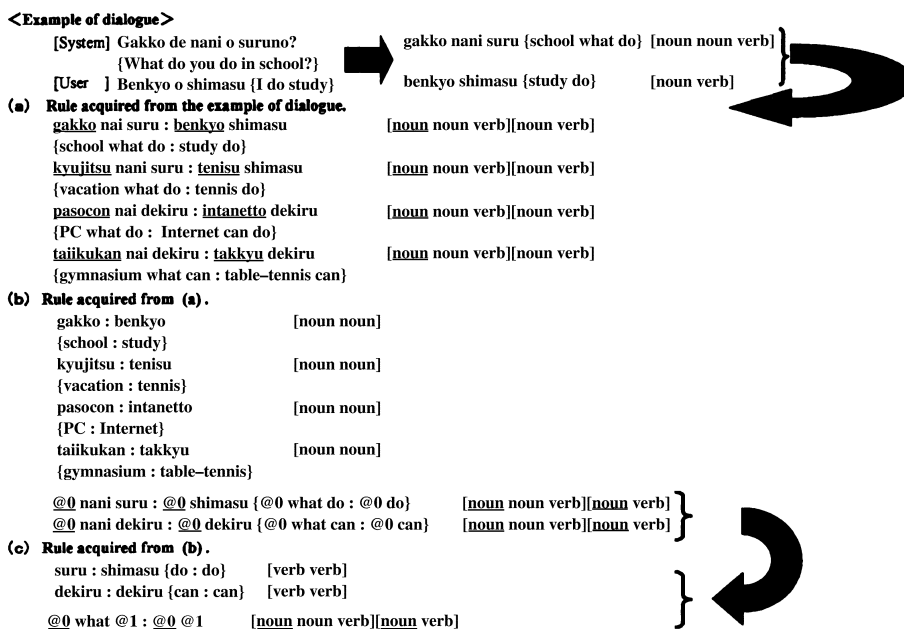 <Example of dialogue>
[System] Gakko de nani o suruno?
{What do you do in school?}
[User ] Benkyo o shimasu {I do study}
gakko nani suru {school what do} [noun noun verb]
benkyo shimasu {study do} [noun verb]
(a) Rule acquired from the example of dialogue.
gakko nai suru : benkyo shimasu [noun noun verb][noun verb]
{school what do : study do}
kyujitsu nani suru : tenisu shimasu [noun noun verb][noun verb]
{vacation what do : tennis do}
pasocon nai dekiru : intanetto dekiru [noun noun verb][noun verb]
{PC what do : Internet can do}
taiikukan nai dekiru : takkyu dekiru [noun noun verb][noun verb]
{gymnasium what can : table-tennis can}
(b) Rule acquired from (a).
gakko : benkyo [noun noun]
{school : study}
kyujitsu : tenisu [noun noun]
{vacation : tennis}
pasocon : intanetto [noun noun]
{PC : Internet}
taiikukan : takkyu [noun noun]
{gymnasium : table-tennis}
@0 nani suru : @0 shimasu {@0 what do : @0 do} [noun noun verb][noun verb]
@0 nani dekiru : @0 dekiru {@0 what can : @0 can} [noun noun verb][noun verb]
(c) Rule acquired from (b).
suru : shimasu {do : do} [verb verb]
dekiru : dekiru {can : can} [verb verb]
@0 what @1 : @0 @1 [noun noun verb][noun verb]